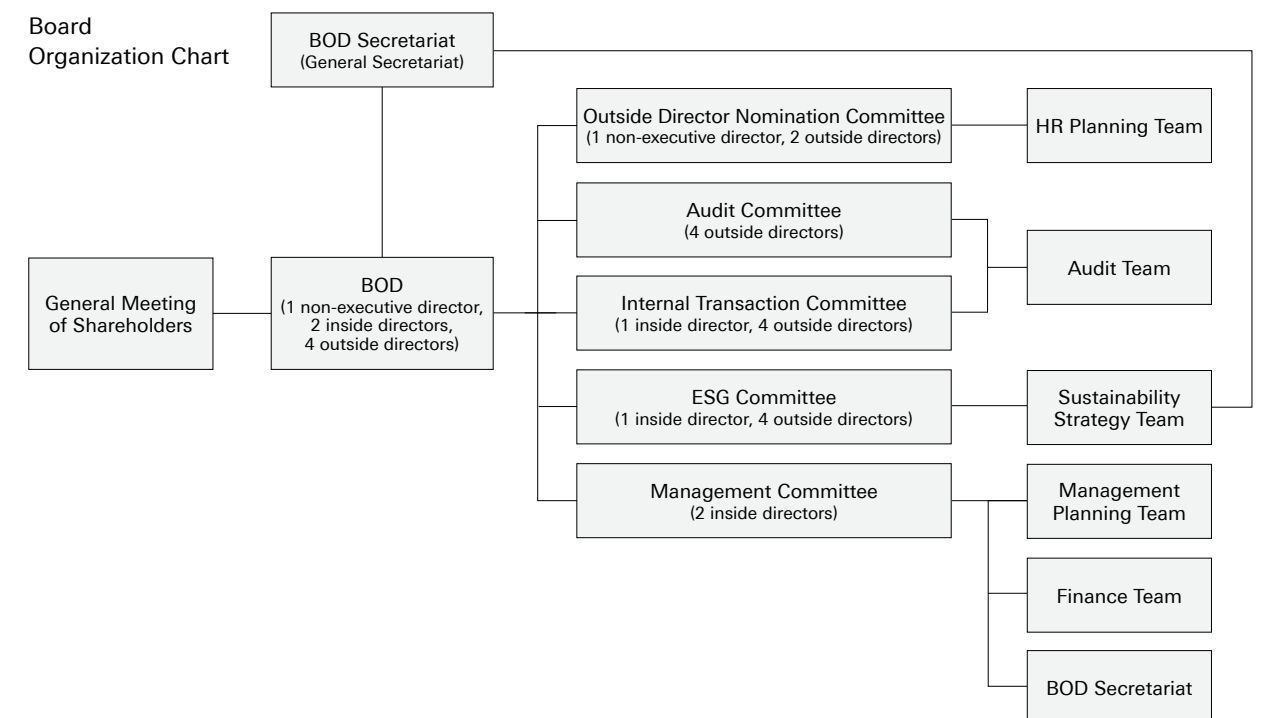 Board
Organization Chart
BOD Secretariat
(General Secretariat)
Outside Director Nomination Committee
(1 non-executive director, 2 outside directors)
HR Planning Team
Audit Committee
(4 outside directors)
Audit Team
General Meeting
of Shareholders
BOD
(1 non-executive director,
2 inside directors,
4 outside directors)
Internal Transaction Committee
(1 inside director, 4 outside directors)
ESG Committee
(1 inside director, 4 outside directors)
Sustainability
Strategy Team
Management Committee
(2 inside directors)
Management
Planning Team
Finance Team
BOD Secretariat